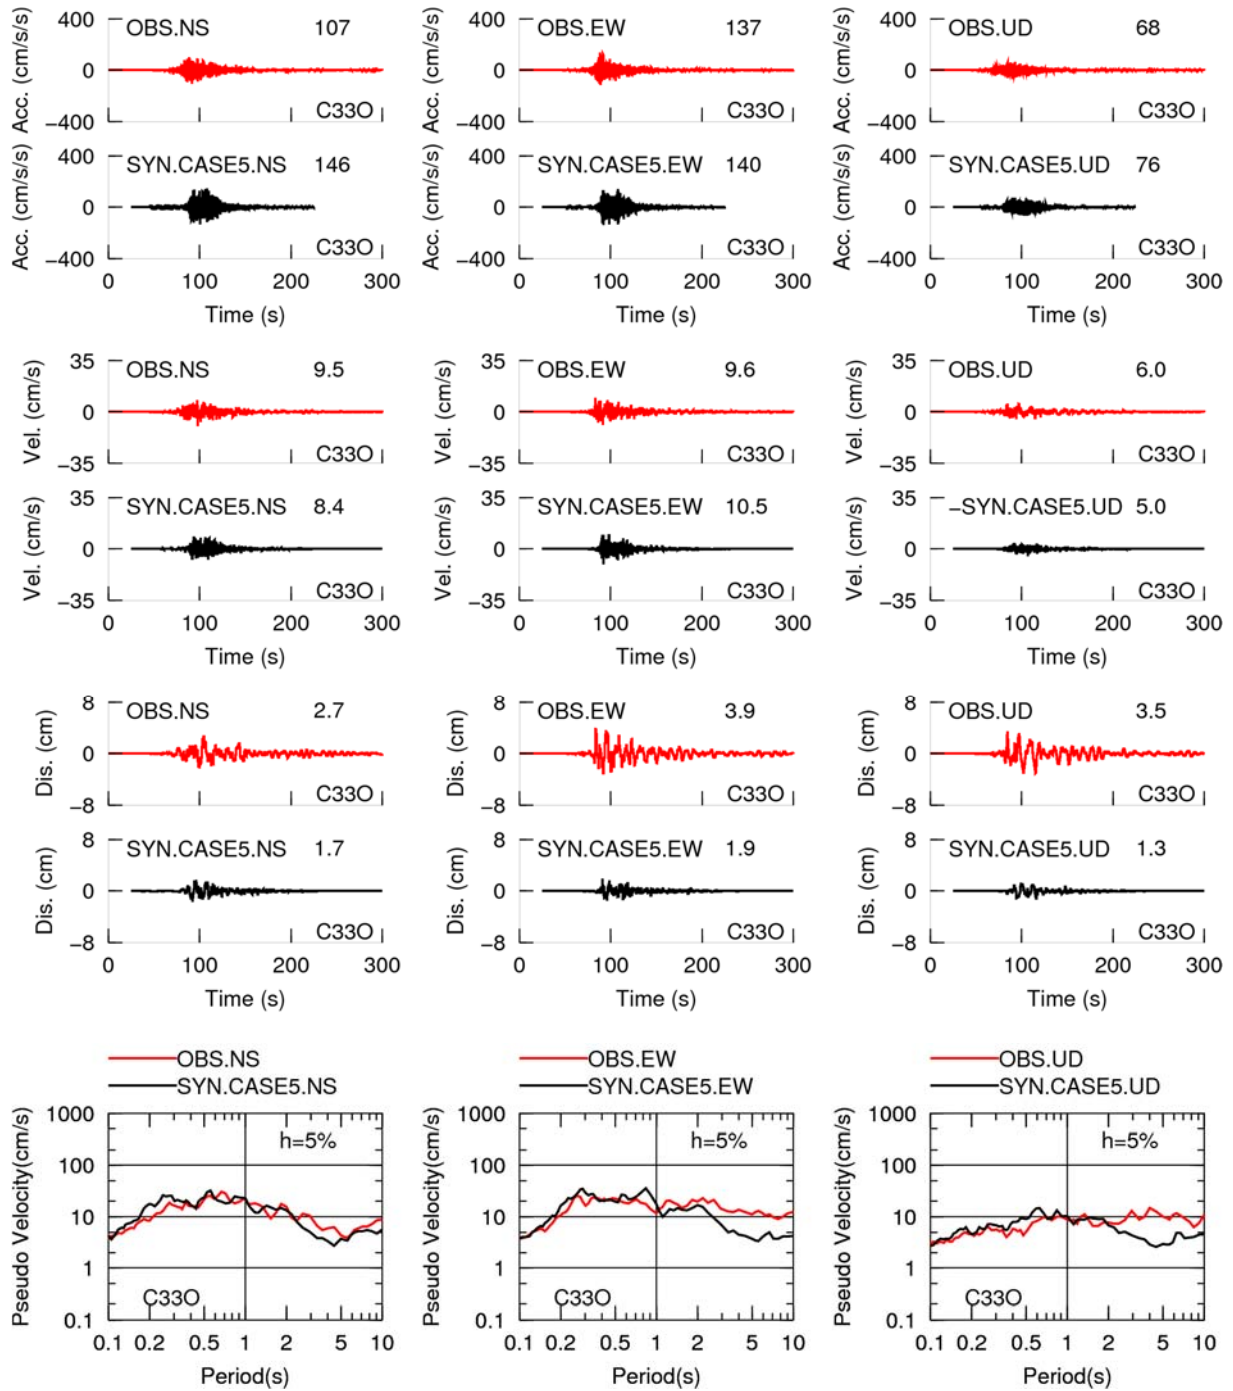 400 OBS.NS 107
Acc. (cm/s/s)
0
−400 C33O
400 SYN.CASE5.NS 146
Acc. (cm/s/s)
0
−400 C33O
0 100 200 300
Time (s)
400 OBS.EW 137
Acc. (cm/s/s)
0
−400 C33O
400 SYN.CASE5.EW 140
Acc. (cm/s/s)
0
−400 C33O
0 100 200 300
Time (s)
400 OBS.UD 68
Acc. (cm/s/s)
0
−400 C33O
400 SYN.CASE5.UD 76
Acc. (cm/s/s)
0
−400 C33O
0 100 200 300
Time (s)
35 OBS.NS 9.5
Vel. (cm/s)
0
−35 C33O
35 SYN.CASE5.NS 8.4
Vel. (cm/s)
0
−35 C33O
0 100 200 300
Time (s)
35 OBS.EW 9.6
Vel. (cm/s)
0
−35 C33O
35 SYN.CASE5.EW 10.5
Vel. (cm/s)
0
−35 C33O
0 100 200 300
Time (s)
35 OBS.UD 6.0
Vel. (cm/s)
0
−35 C33O
35 −SYN.CASE5.UD 5.0
Vel. (cm/s)
0
−35 C33O
0 100 200 300
Time (s)
8 OBS.NS 2.7
Dis. (cm)
0
−8 C33O
8 SYN.CASE5.NS 1.7
Dis. (cm)
0
−8 C33O
0 100 200 300
Time (s)
8 OBS.EW 3.9
Dis. (cm)
0
−8 C33O
8 SYN.CASE5.EW 1.9
Dis. (cm)
0
−8 C33O
0 100 200 300
Time (s)
8 OBS.UD 3.5
Dis. (cm)
0
−8 C33O
8 SYN.CASE5.UD 1.3
Dis. (cm)
0
−8 C33O
0 100 200 300
Time (s)
OBS.NS
SYN.CASE5.NS
1000
h=5%
100
Pseudo Velocity(cm/s)
10
1
C33O
0.1
0.1 0.2 0.5 1 2 5 10
Period(s)
OBS.EW
SYN.CASE5.EW
1000
h=5%
100
Pseudo Velocity(cm/s)
10
1
C33O
0.1
0.1 0.2 0.5 1 2 5 10
Period(s)
OBS.UD
SYN.CASE5.UD
1000
h=5%
100
Pseudo Velocity(cm/s)
10
1
C33O
0.1
0.1 0.2 0.5 1 2 5 10
Period(s)